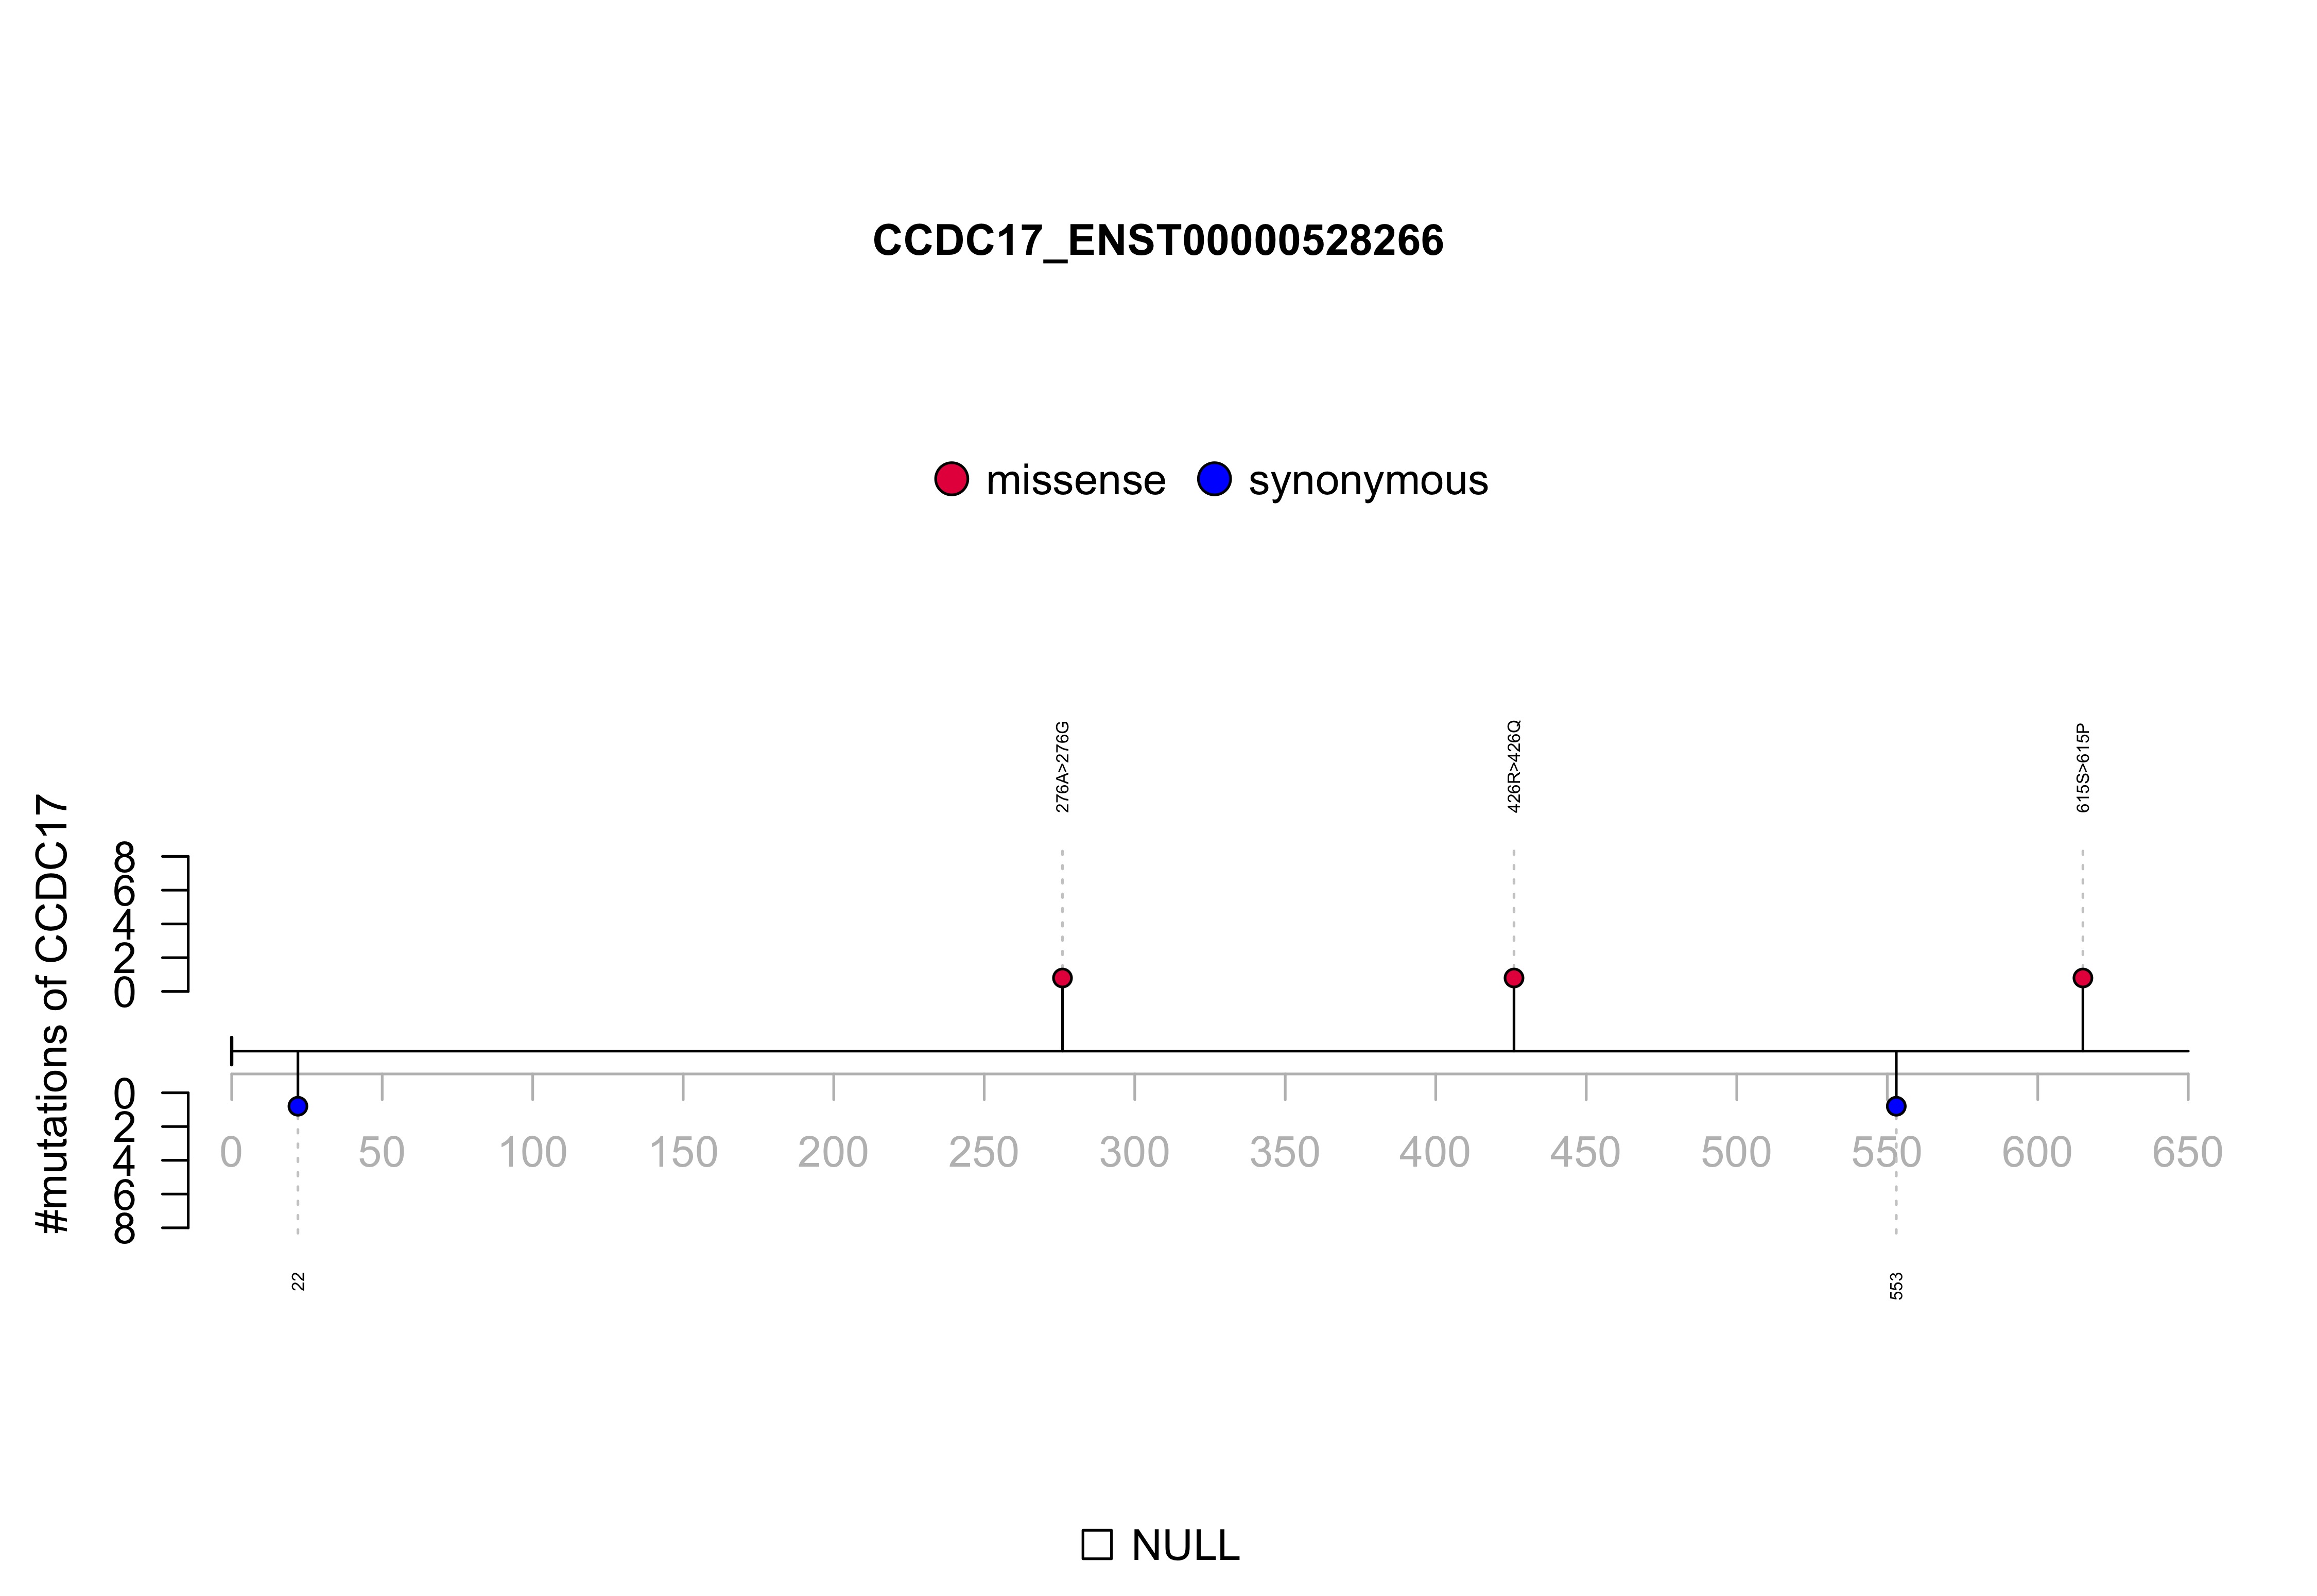 CCDC17_ENST00000528266
missense synonymous
276A>276G 426R>426Q 615S>615P
#mutations of CCDC17
8
6
4
2
0
0
2
4
6
8
0 50 100 150 200 250 300 350 400 450 500 550 600 650
22 553
NULL